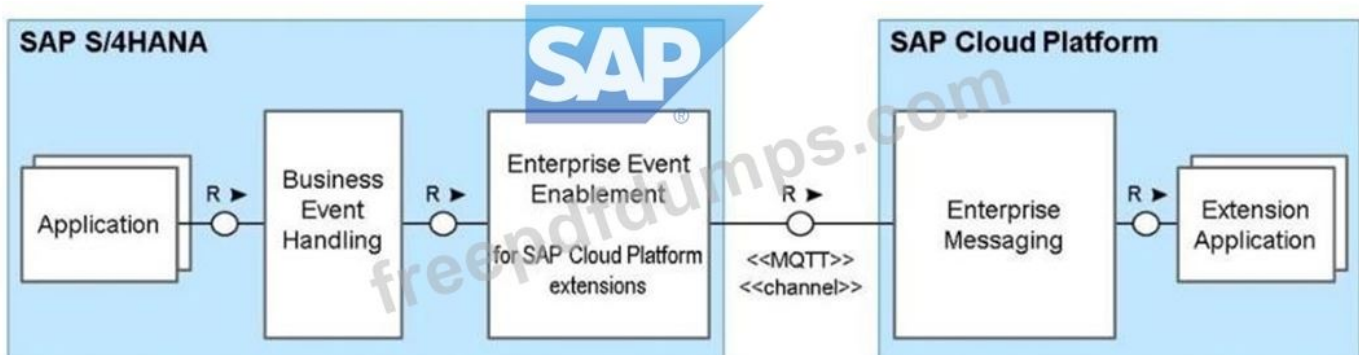 SAP S/4HANA
SAP
®
SAP Cloud Platform
Application
R
Business
Event
Handling
R
Enterprise Event
Enablement
for SAP Cloud Platform
extensions
R
<<MQTT>>
<<channel>>
Enterprise
Messaging
R
Extension
Application
freepdfdumps.com